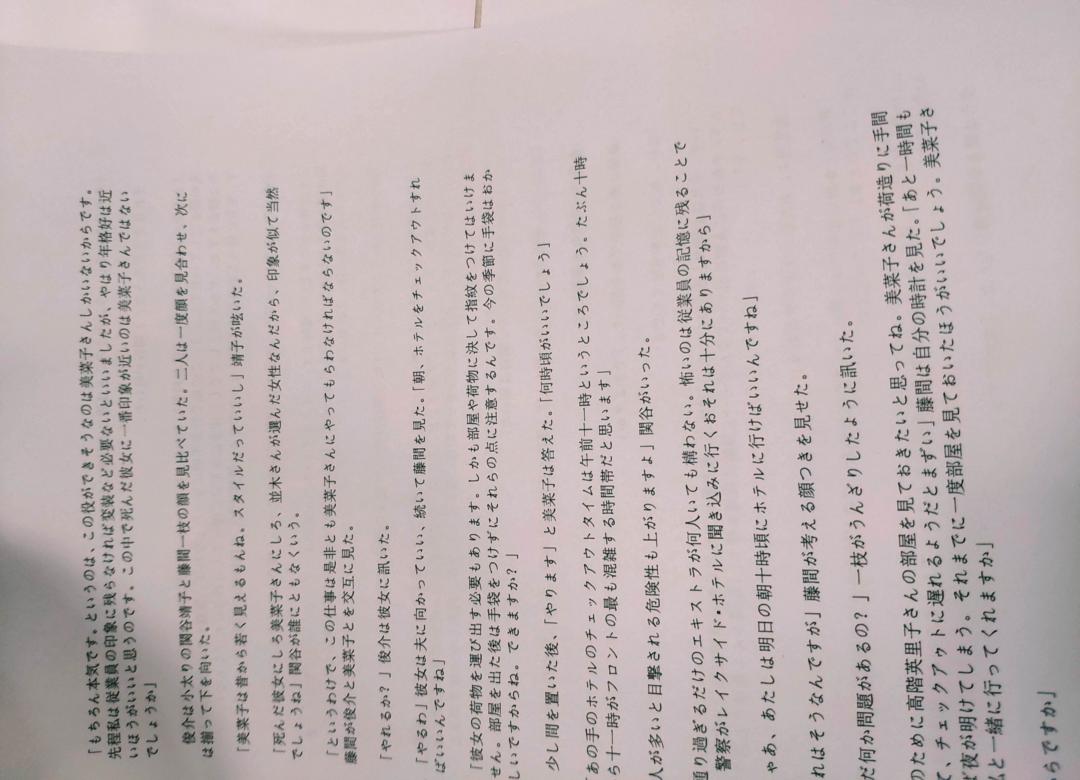 「もちろん本気です。というのは、この役ができそうなのは美菜子さんしかいないからです。
先程私は従業員の印象に残らなければ変装など必要ないといいましたが、やはり年格好は近
いほうがいいと思うのです。この中で死んだ彼女に一番印象が近いのは美菜子さんではない
でしょうか」
俊介は小太りの関谷靖子と藤間一枝の顔を見比べていた。二人は一度顔を見合わせ、次に
は揃って下を向いた。
「美菜子は昔から若く見えるもんね。スタイルだっていいし」靖子が呟いた。
「死んだ彼女にしろ美菜子さんにしろ、並木さんが選んだ女性なんだから、印象が似て当然
でしょうね」関谷が誰にともなくいう。
「というわけで、この仕事は是非とも美菜子さんにやってもらわなければならないのです」
藤間が俊介と美菜子とを交互に見た。
「やれるか?」俊介は彼女に訊いた。
「やるわ」彼女は夫に向かっていい、続いて藤間を見た。「朝、ホテルをチェックアウトすれ
ばいいんですね」
「彼女の荷物を運び出す必要もあります。しかも部屋や荷物に決して指紋をつけてはいけま
せん。部屋を出た後は手袋をつけずにそれらの点に注意するんです。今の季節に手袋はおか
しいですからね。できますか?」
少し間を置いた後、「やります」と美菜子は答えた。「何時頃がいいでしょう」
「あの手のホテルのチェックアウトタイムは午前十一時というところでしょう。たぶん十時
ら十一時がフロントの最も混雑する時間帯だと思います」
人が多いと目撃される危険性も上がりますよ」関谷がいった。
通り過ぎるだけのエキストラが何人いても構わない。怖いのは従業員の記憶に残ることで
警察がレイクサイド・ホテルに聞き込みに行くおそれは十分にありますから」
ゃあ、あたしは明日の朝十時頃にホテルに行けばいいんですね」
れはそうなんですが」藤間が考える顔つきを見せた。
だ何か問題があるの?」一枝がうんざりしたように訊いた。
のために高階英里子さんの部屋を見ておきたいと思ってね。美菜子さんが荷造りに手間
て、チェックアウトに遅れるようだとまずい」藤間は自分の時計を見た。「あと一時間も
夜が明けてしまう。それまでに一度部屋を見ておいたほうがいいでしょう。美菜子さ
と一緒に行ってくれますか」
らですか」